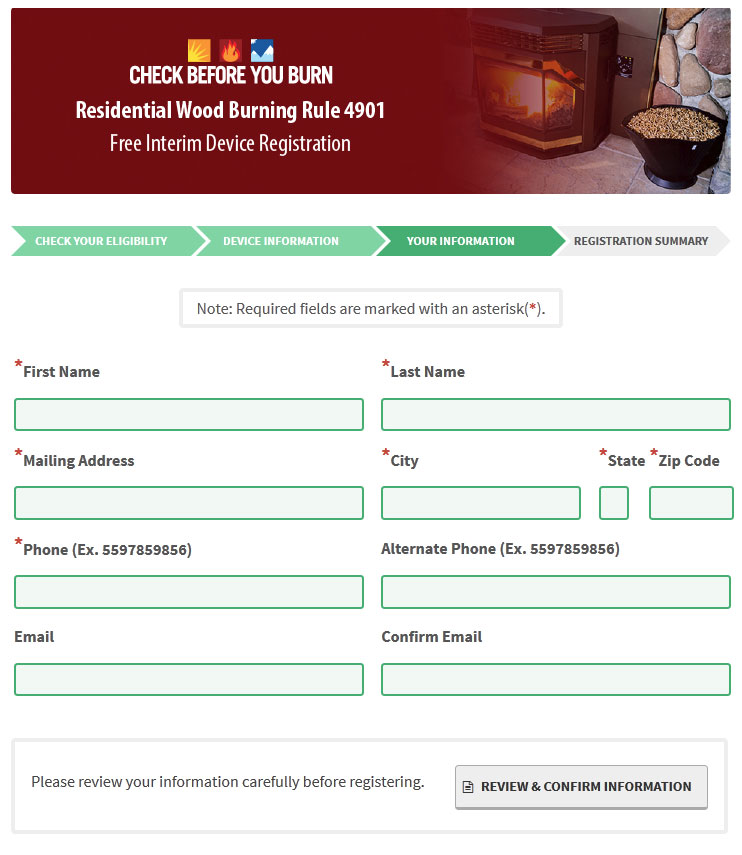 CHECK BEFORE YOU BURN
Residential Wood Burning Rule 4901
Free Interim Device Registration
CHECK YOUR ELIGIBILITY DEVICE INFORMATION YOUR INFORMATION REGISTRATION SUMMARY
Note: Required fields are marked with an asterisk(*).
*First Name *Last Name
*Mailing Address *City *State *Zip Code
*Phone (Ex. 5597859856) Alternate Phone (Ex. 5597859856)
Email Confirm Email
Please review your information carefully before registering. REVIEW & CONFIRM INFORMATION